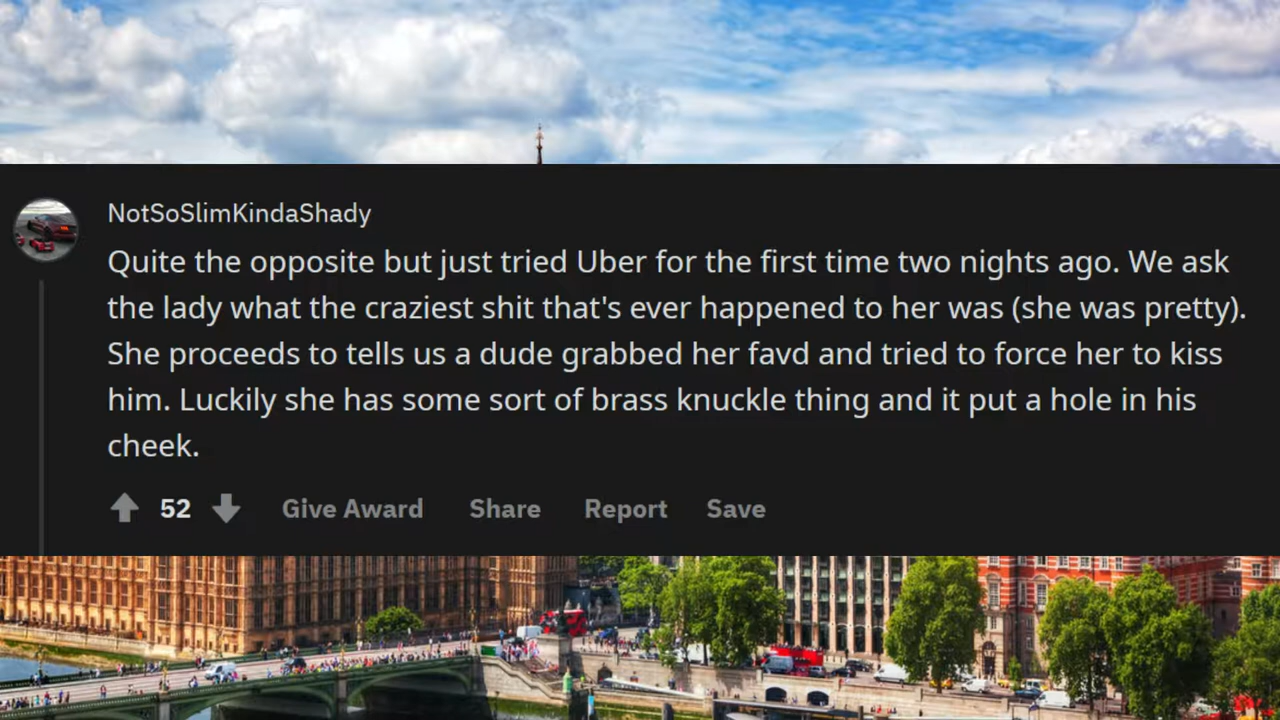 NotSoSlimKindaShady
Quite the opposite but just tried Uber for the first time two nights ago. We ask
the lady what the craziest shit that's ever happened to her was (she was pretty).
She proceeds to tells us a dude grabbed her favd and tried to force her to kiss
him. Luckily she has some sort of brass knuckle thing and it put a hole in his
cheek.
52 Give Award Share Report Save